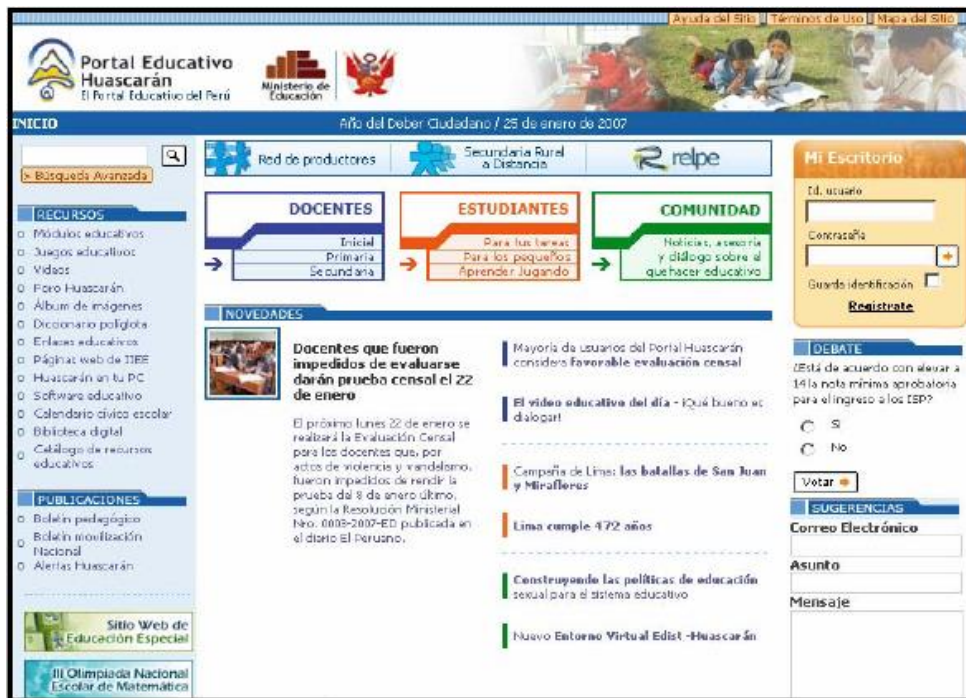 Ayuda del Sitio Términos de Uso Mapa del Sitio
Portal Educativo
Huascarán
El Portal Educativo del Perú
Ministerio de
Educación
INICIO
Año del Deber Ciudadano / 25 de enero de 2007
> Búsqueda Avanzada
RECURSOS
Módulos educativos
Juegos educativos
Videos
Foro Huascarán
Álbum de imágenes
Diccionario políglota
Enlaces educativos
Páginas web de IIEE
Huascarán en tu PC
Software educativo
Calendario cívico escolar
Biblioteca digital
Catálogo de recursos
educativos
PUBLICACIONES
Boletín pedagógico
Boletín movilización
Nacional
Alertas Huascarán
Sitio Web de
Educación Especial
III Olimpiada Nacional
Escolar de Matemática
Red de productores
Secundaria Rural
a Distancia
relpe
DOCENTES
Inicial
Primaria
Secundaria
ESTUDIANTES
Para tus tareas
Para los pequeños
Aprender Jugando
COMUNIDAD
Noticias, asesoría
y diálogo sobre el
quehacer educativo
NOVEDADES
Docentes que fueron
impedidos de evaluarse
darán prueba censal el 22
de enero
El próximo lunes 22 de enero se
realizará la Evaluación Censal
para los docentes que, por
actos de violencia y vandalismo,
fueron impedidos de rendir la
prueba del 8 de enero último,
según la Resolución Ministerial
Nro. 0003-2007-ED publicada en
el diario El Peruano.
Mayoría de usuarios del Portal Huascarán
considera favorable evaluación censal
El video educativo del día - ¡Qué bueno es
dialogar!
Campaña de Lima: las batallas de San Juan
y Miraflores
Lima cumple 472 años
Construyendo las políticas de educación
sexual para el sistema educativo
Nuevo Entorno Virtual Edist -Huascarán
Mi Escritorio
Id. usuario
Contraseña
Guarda identificación
Regístrate
DEBATE
¿Está de acuerdo con elevar a
14 la nota mínima aprobatoria
para el ingreso a los ISP?
Si
No
Votar
SUGERENCIAS
Correo Electrónico
Asunto
Mensaje